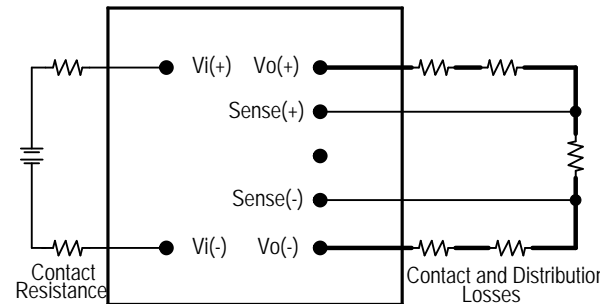 Vi(+) Vo(+)
Sense(+)
Sense(-)
Vi(-) Vo(-)
Contact
Resistance
Contact and Distribution
Losses